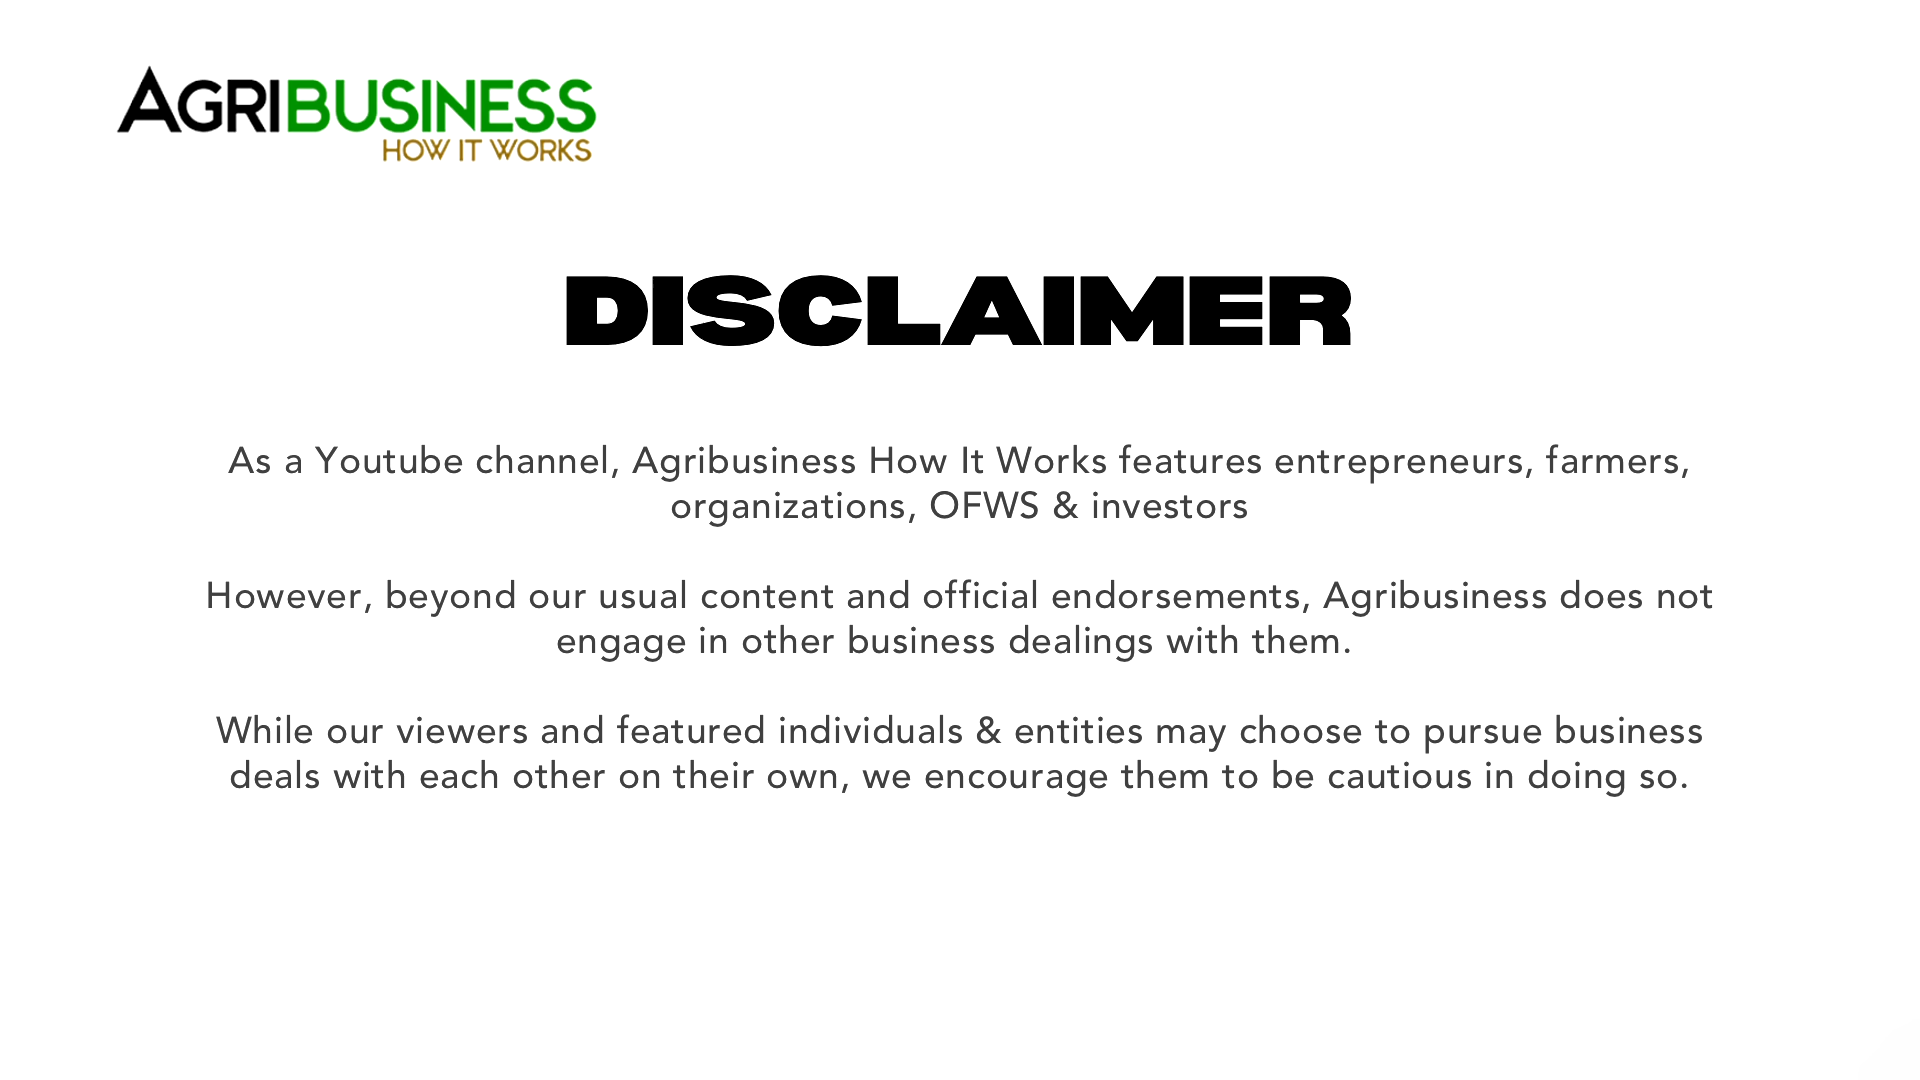 AGRIBUSINESS
HOW IT WORKS
DISCLAIMER
As a Youtube channel, Agribusiness How It Works features entrepreneurs, farmers,
organizations, OFWS & investors
However, beyond our usual content and official endorsements, Agribusiness does not
engage in other business dealings with them.
While our viewers and featured individuals & entities may choose to pursue business
deals with each other on their own, we encourage them to be cautious in doing so.